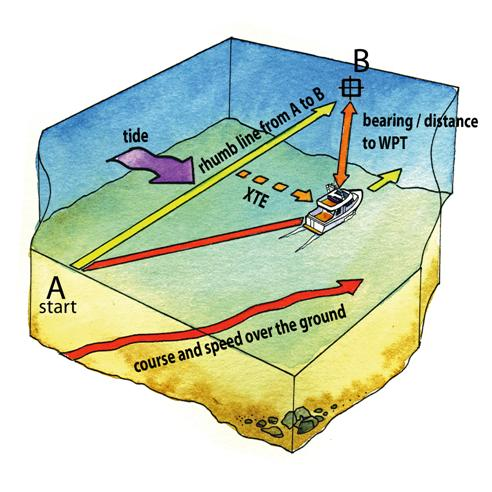 B
bearing / distance
to WPT
rhumb line from A to B
tide
XTE
A
start
course and speed over the ground